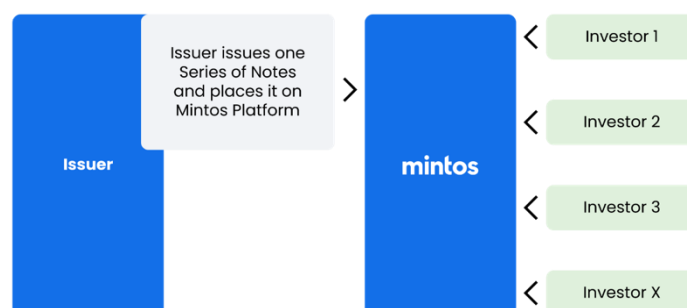 Issuer issues one
Series of Notes
and places it on
Mintos Platform
Issuer
mintos
Investor 1
Investor 2
Investor 3
Investor X